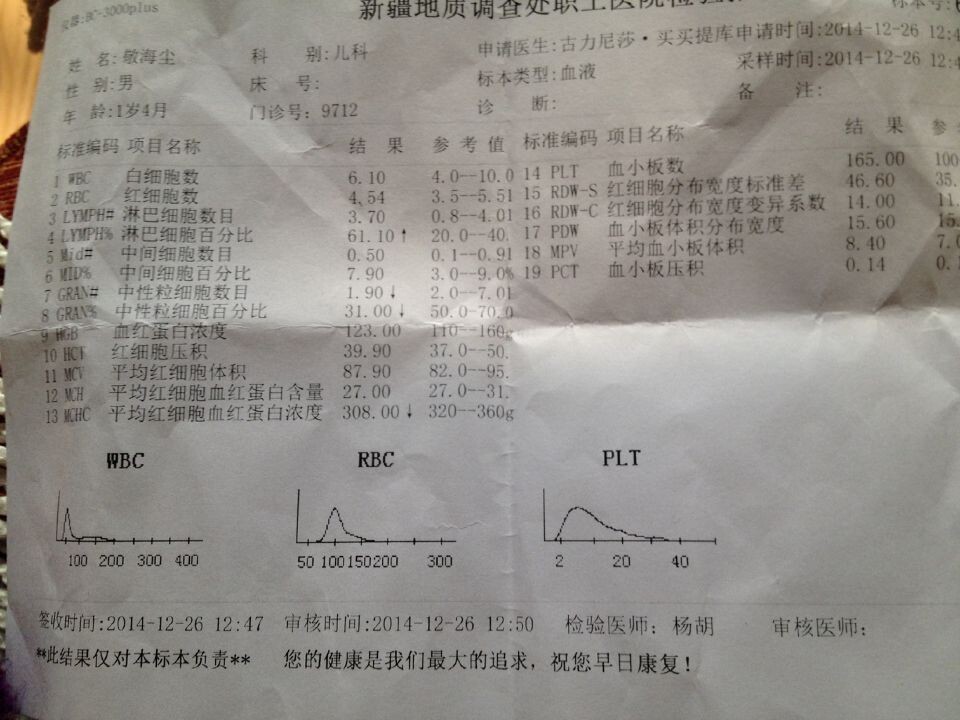 仪器:BC-3000plus
新疆地质调查处职工医院检验
标本号:6
姓 名:敬海尘 科 别:儿科 申请医生:古力尼莎·买买提库 申请时间:2014-12-26 12:4
性 别:男 床 号: 标本类型:血液 采样时间:2014-12-26 12:4
年 龄:1岁4月 门诊号: 9712 诊 断: 备 注:
标准编码 项目名称 结 果 参 考 值 标准编码 项目名称 结 果 参
1 WBC 白细胞数 6.10 4.0--10.0 14 PLT 血小板数 165.00 100
2 RBC 红细胞数 4.54 3.5--5.51 15 RDW-S 红细胞分布宽度标准差 46.60 35.
3 LYMPH# 淋巴细胞数目 3.70 0.8--4.01 16 RDW-C 红细胞分布宽度变异系数 14.00 11.
4 LYMPH% 淋巴细胞百分比 61.10↑ 20.0--40. 17 PDW 血小板体积分布宽度 15.60 15.
5 Mid# 中间细胞数目 0.50 0.1--0.91 18 MPV 平均血小板体积 8.40 7.0
6 MID% 中间细胞百分比 7.90 3.0--9.0% 19 PCT 血小板压积 0.14 0.
7 GRAN# 中性粒细胞数目 1.90↓ 2.0--7.01
8 GRAN% 中性粒细胞百分比 31.00↓ 50.0-70.0
9 HGB 血红蛋白浓度 123.00 110--160g
10 HCT 红细胞压积 39.90 37.0--50.
11 MCV 平均红细胞体积 87.90 82.0--95.
12 MCH 平均红细胞血红蛋白含量 27.00 27.0--31.
13 MCHC 平均红细胞血红蛋白浓度 308.00↓ 320--360g
WBC RBC PLT
100 200 300 400 50 100150200 300 2 20 40
签收时间:2014-12-26 12:47 审核时间:2014-12-26 12:50 检验医师: 杨胡 审核医师:
**此结果仅对本标本负责** 您的健康是我们最大的追求, 祝您早日康复!